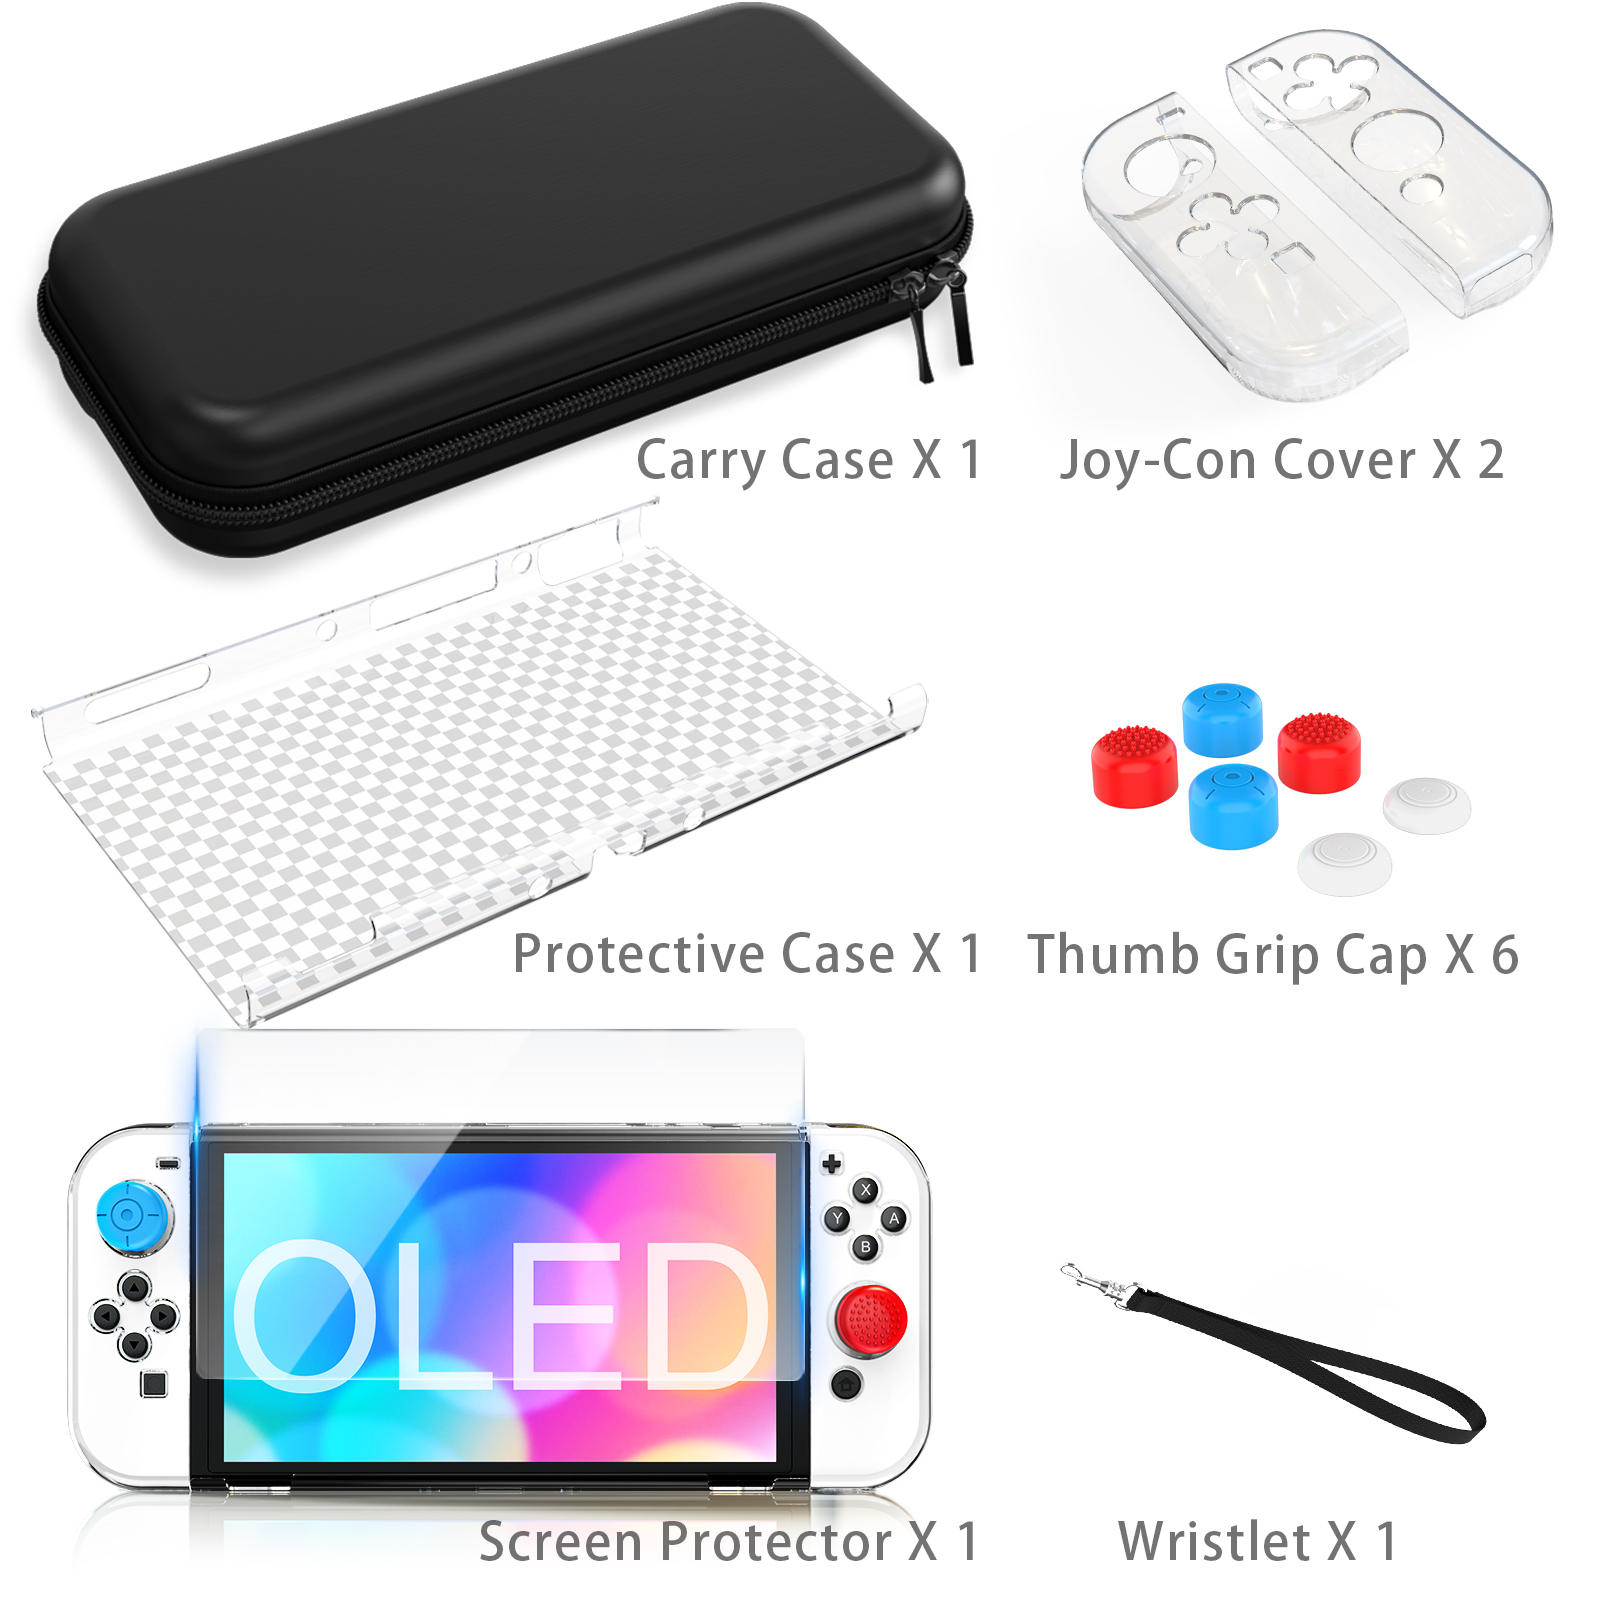 Carry Case X 1
Joy-Con Cover X 2
Protective Case X 1
Thumb Grip Cap X 6
X
Y
A
B
OLED
Screen Protector X 1
Wristlet X 1